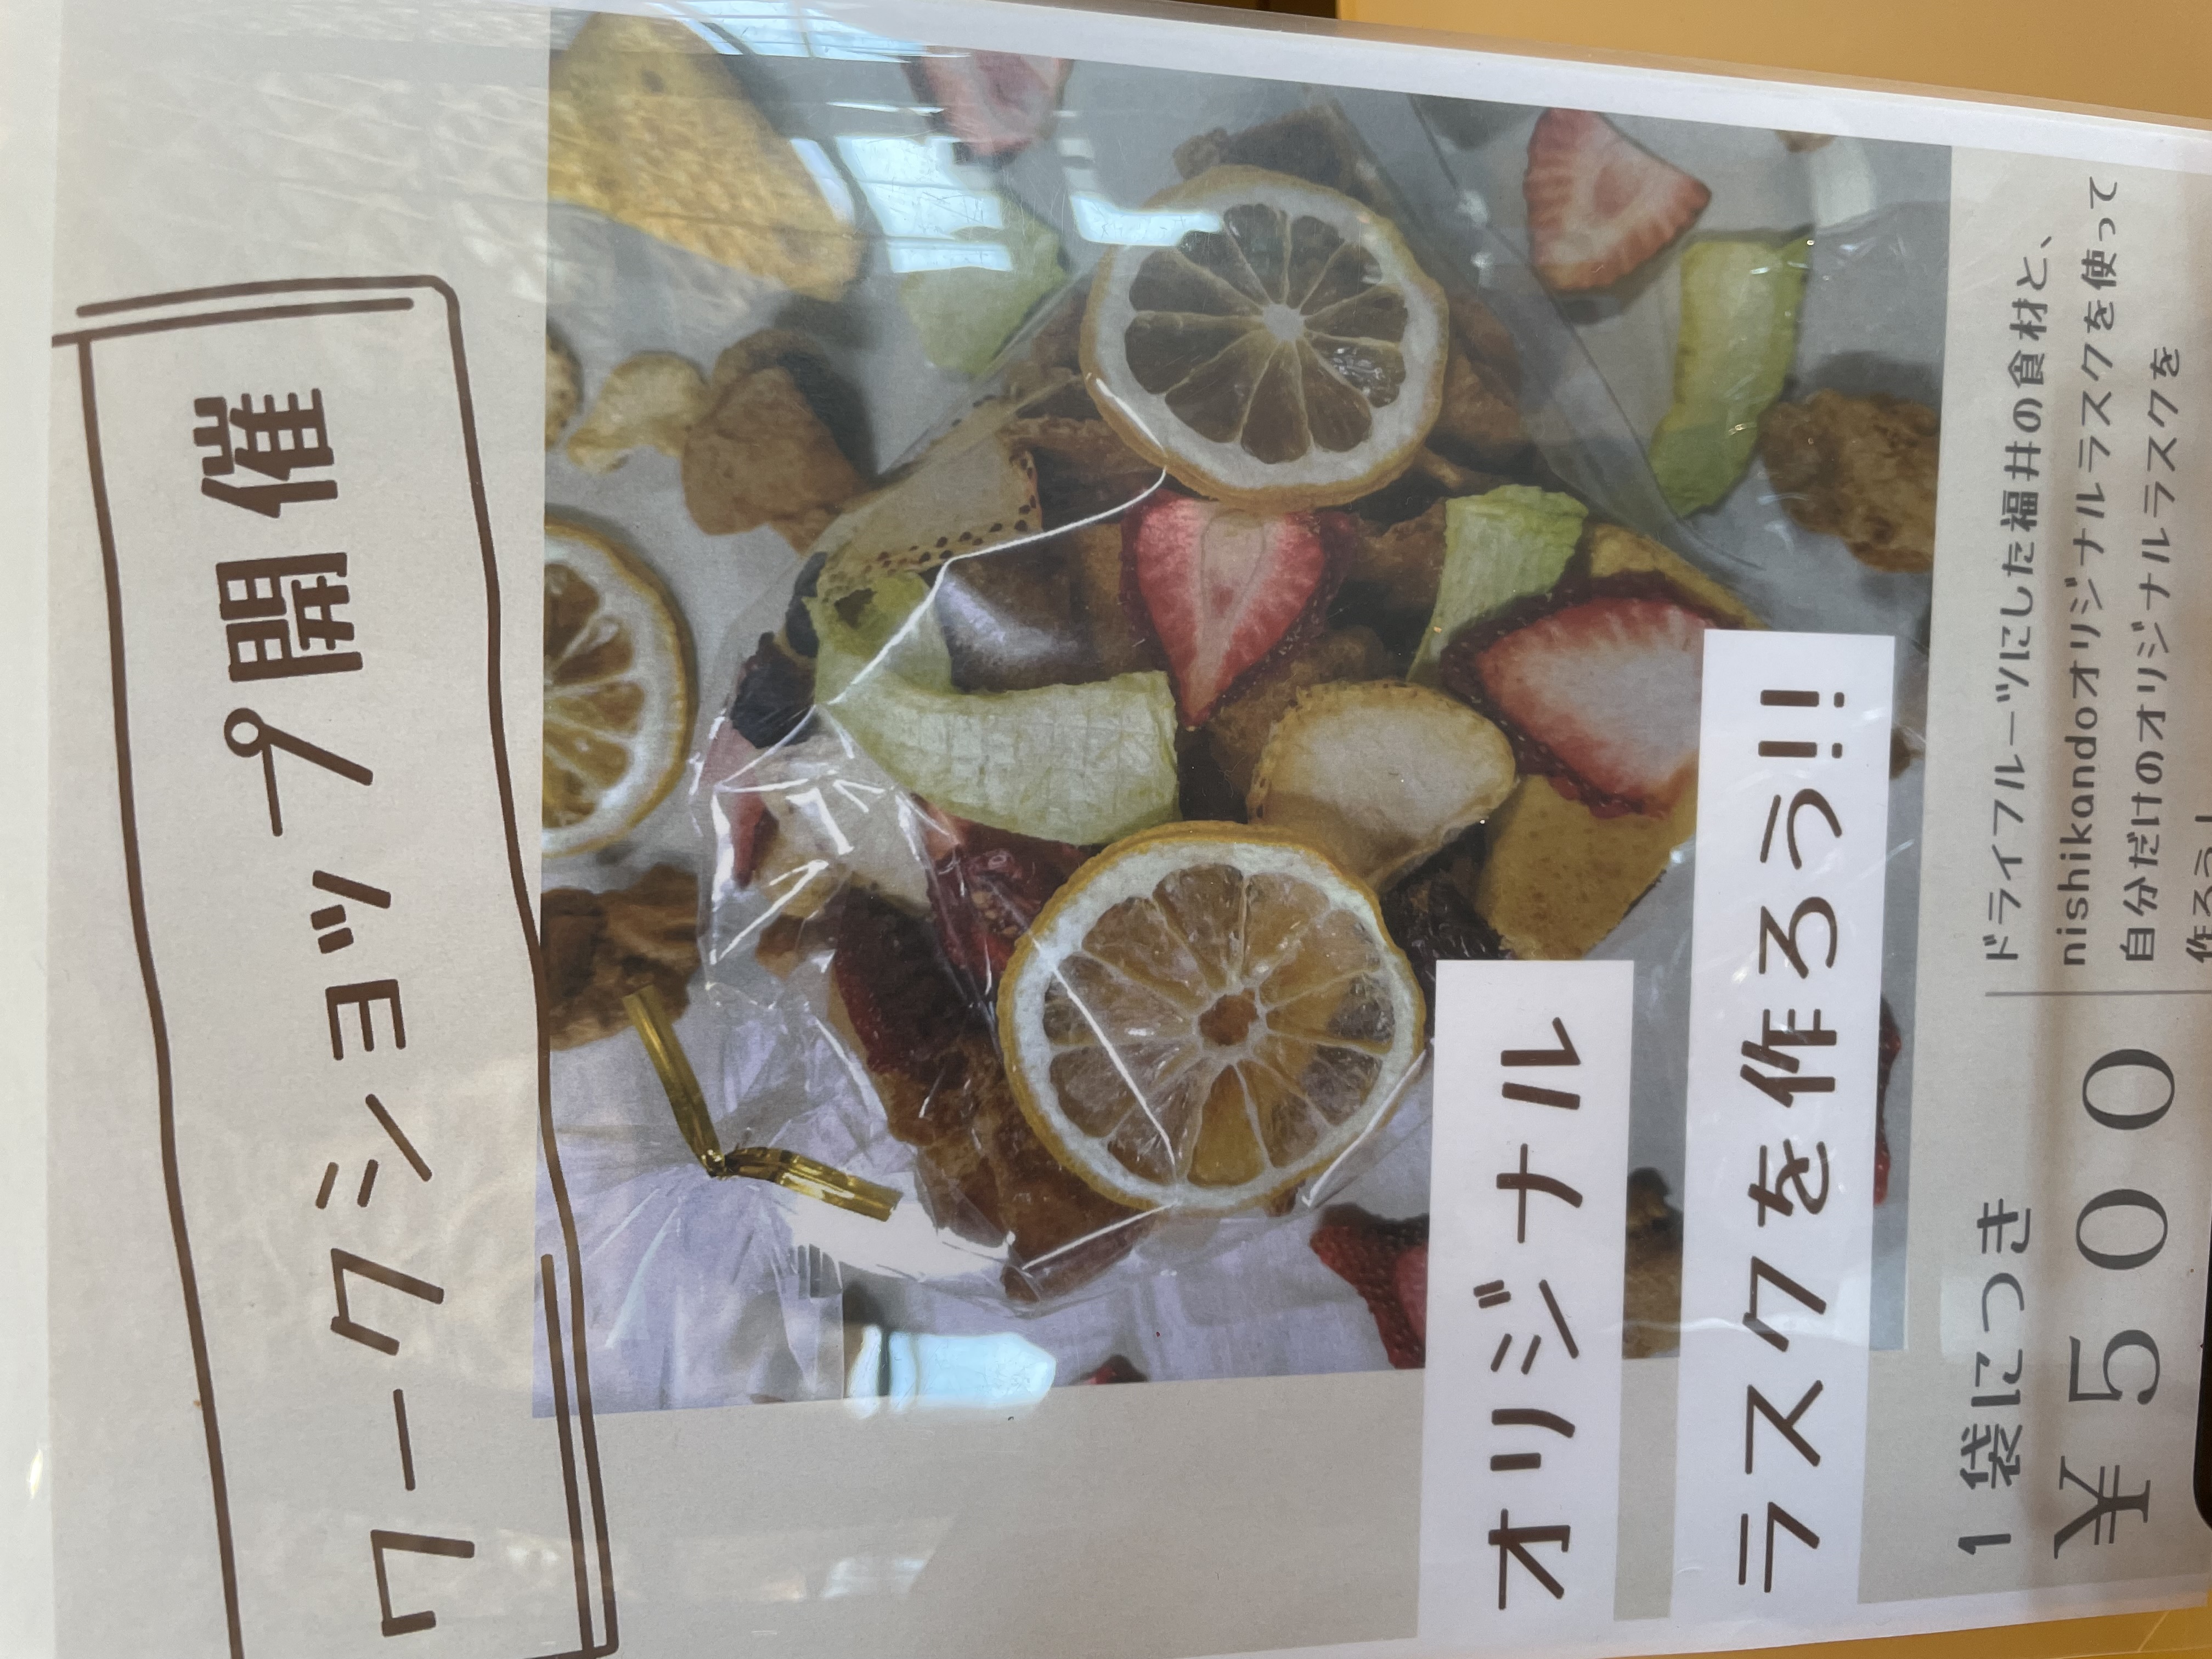 ワークショップ開催
オリジナル
ラスクを作ろう!!
1袋につき
¥500
ドライフルーツにした福井の食材と、
nishikandoオリジナルラスクを使って
自分だけのオリジナルラスクを
作ろう！